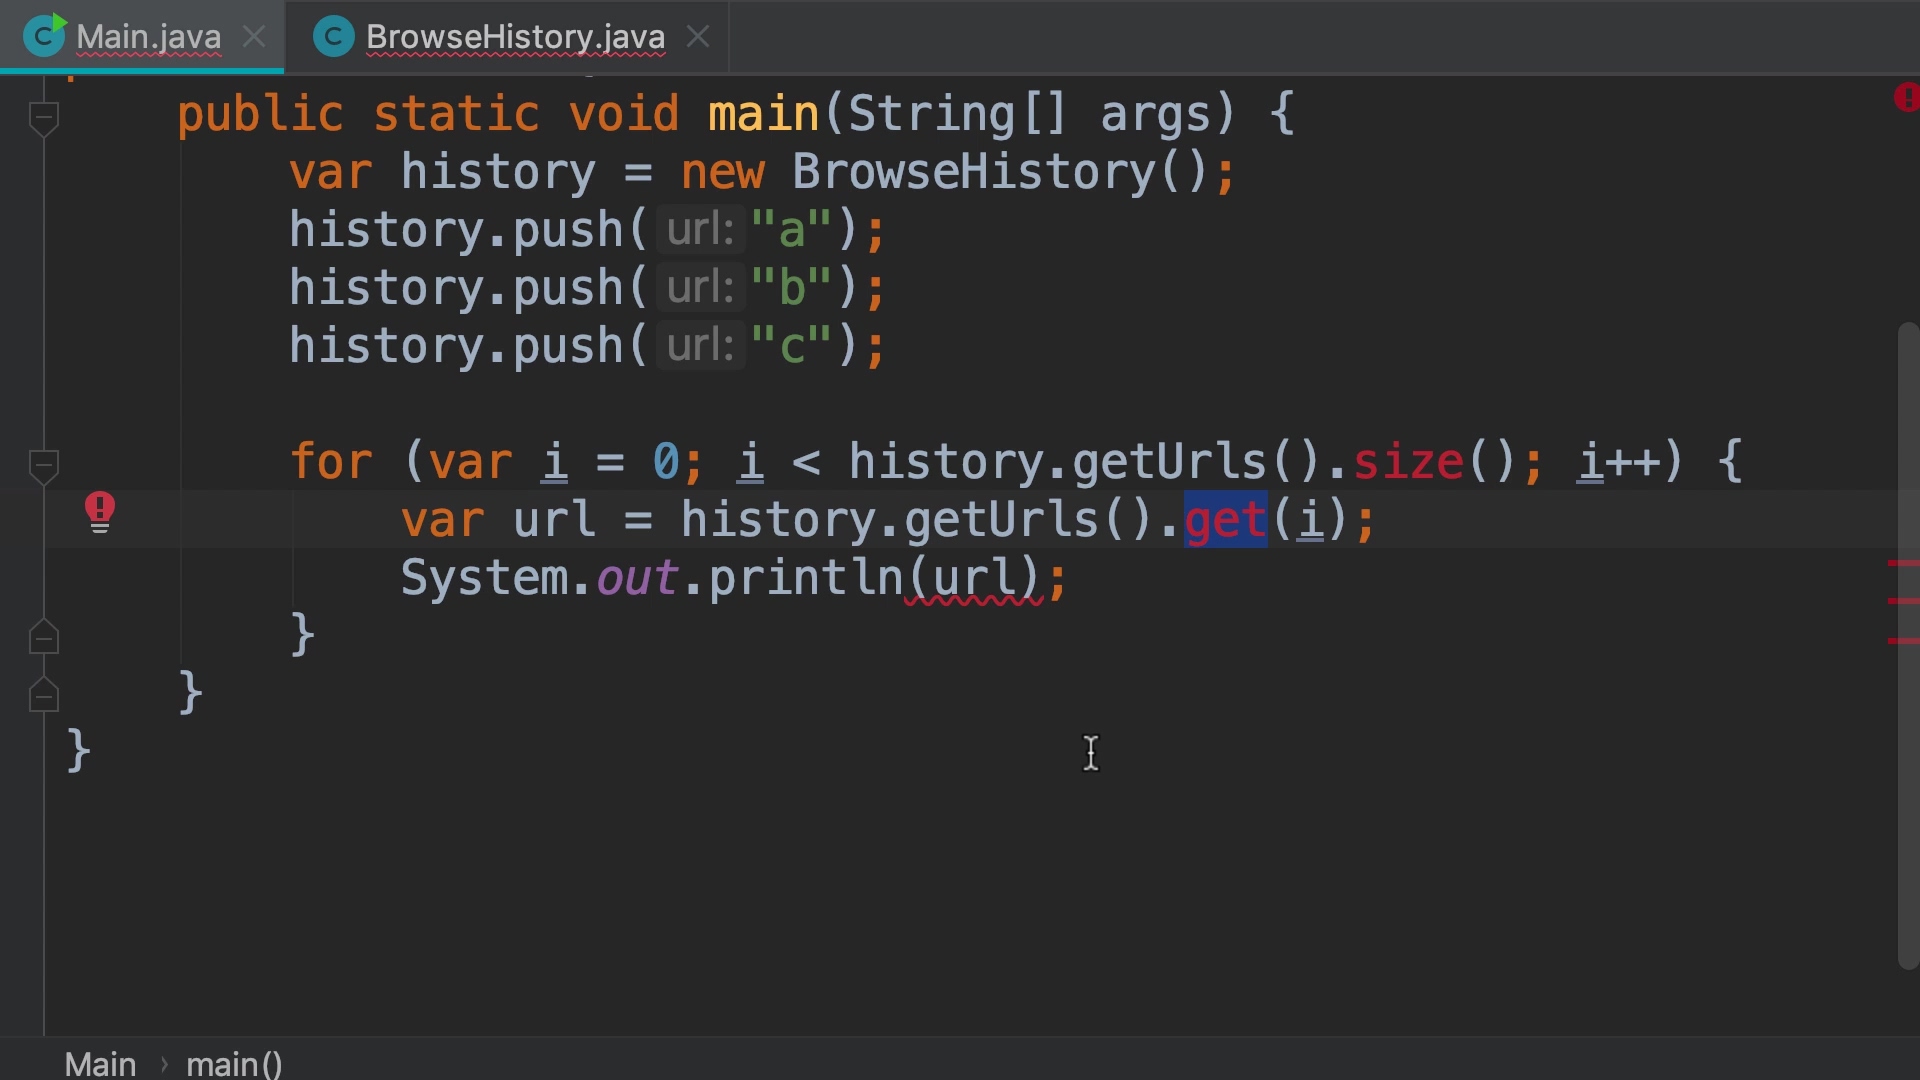 Main.java BrowseHistory.java
public static void main(String[] args) {
var history = new BrowseHistory();
history.push( url: "a");
history.push( url: "b");
history.push( url: "c");
for (var i = 0; i < history.getUrls().size(); i++) {
var url = history.getUrls().get(i);
System.out.println(url);
}
}
}
Main › main()